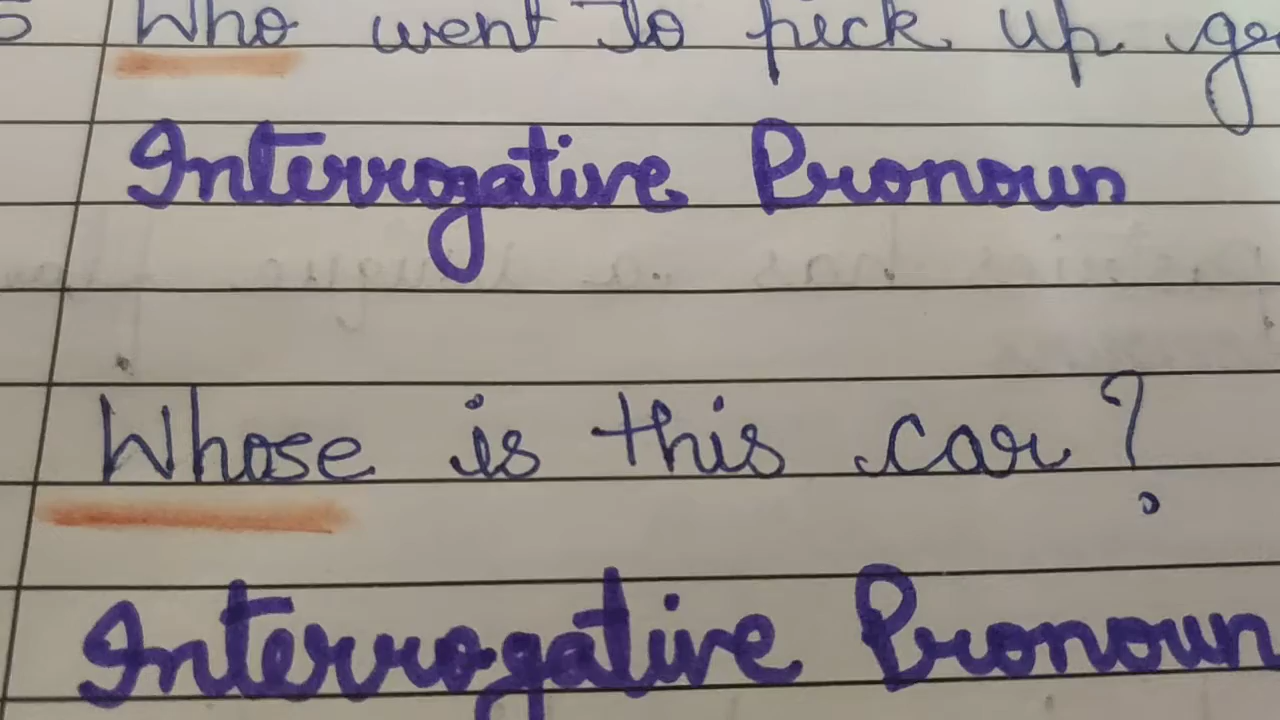 Who went to pick up
Interrogative Pronoun
Whose is this car?
Interrogative Pronoun